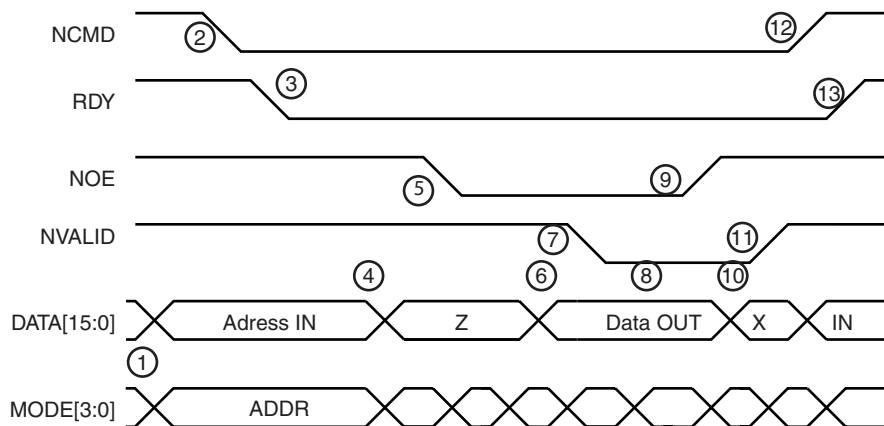 NCMD
2
12
RDY
3
13
NOE
5
9
NVALID
7
11
4
6
8
10
DATA[15:0]
Adress IN
Z
Data OUT
X
IN
1
MODE[3:0]
ADDR